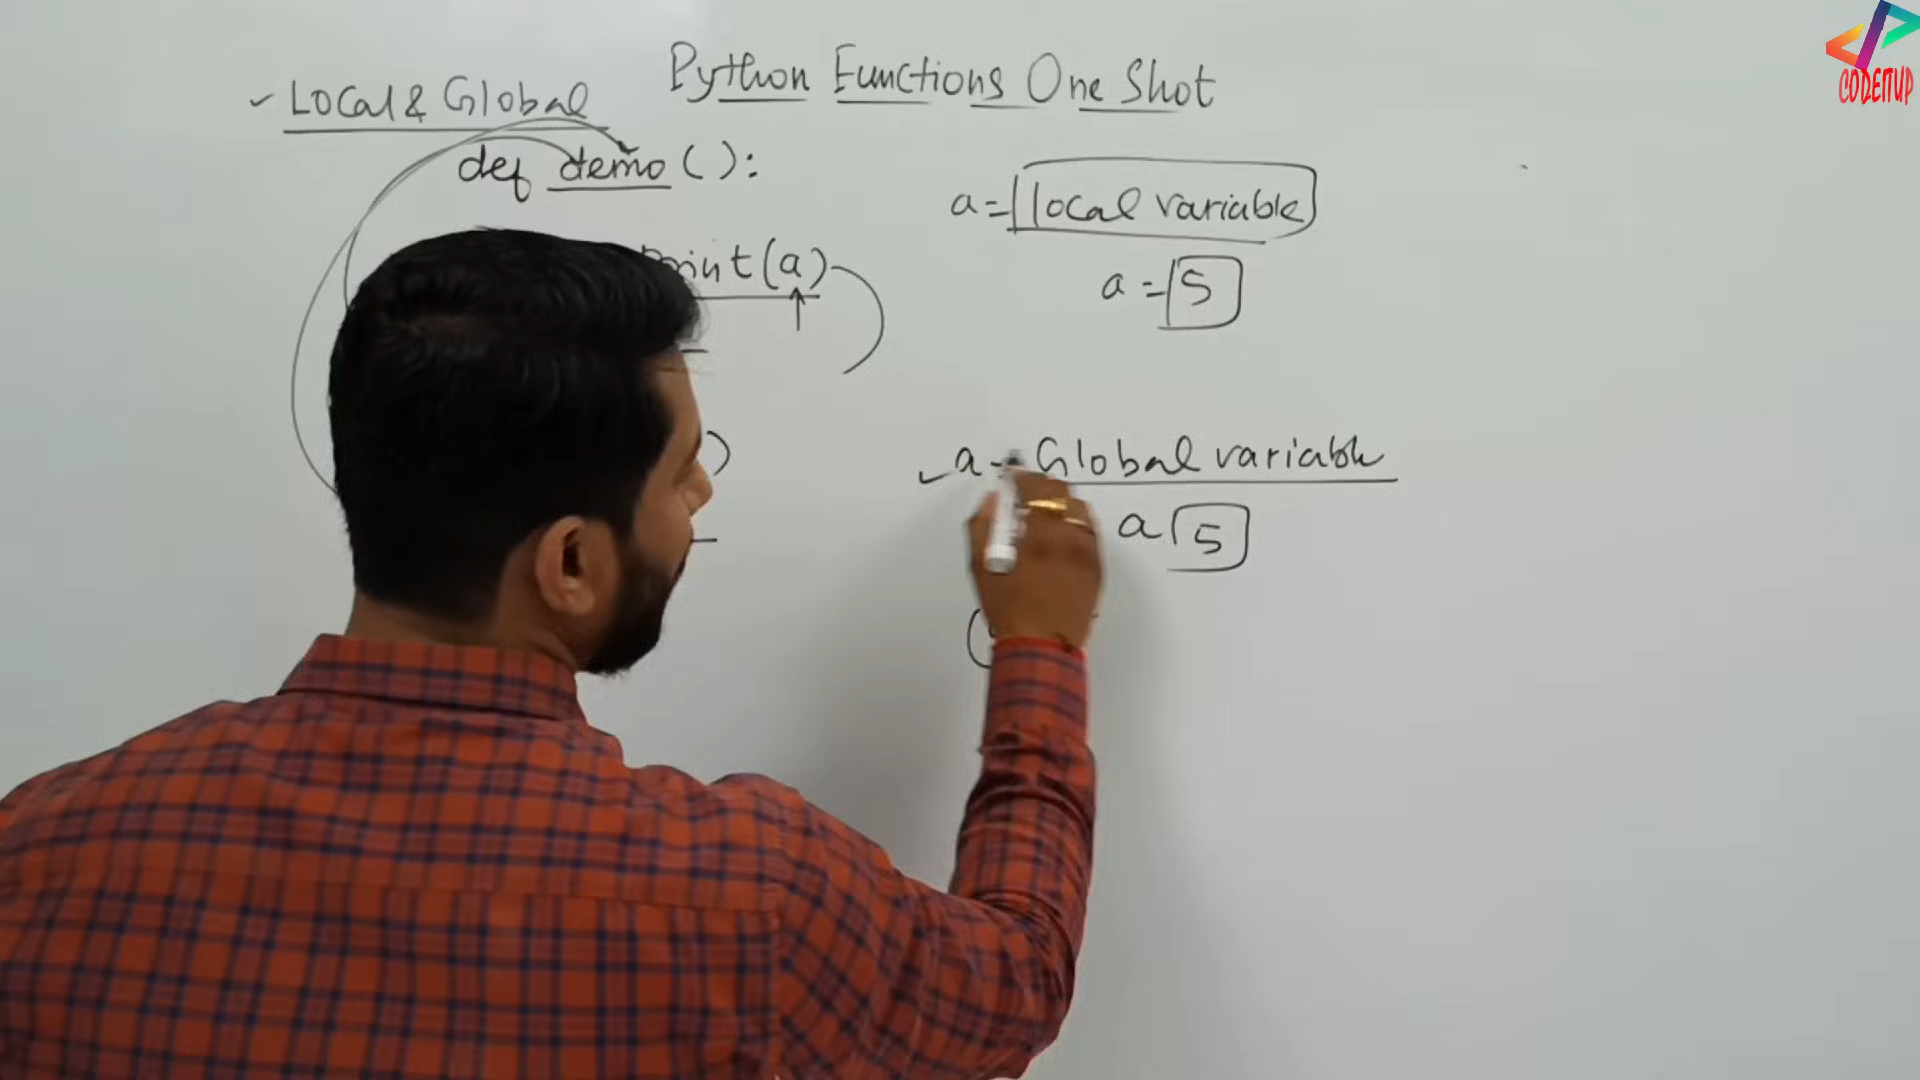 Python Functions One Shot
✓ Local & Global
def demo ( ) :
print(a)
a = local variable
a = 5
a = Global variable
a 5
CODEITUP